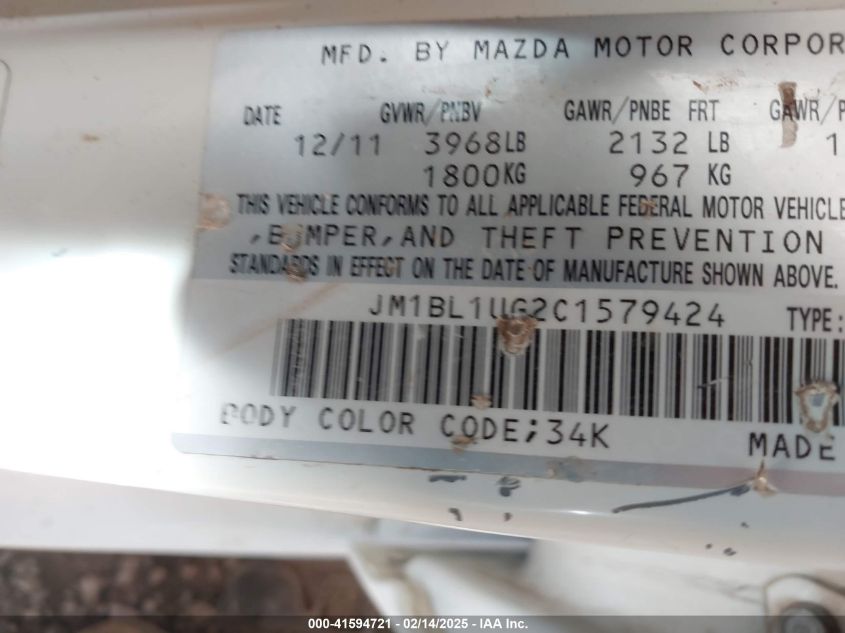 MFD. BY MAZDA MOTOR CORPOR
DATE GVWR/PNBV GAWR/PNBE FRT GAWR/P
12/11 3968LB 2132 LB 1
1800KG 967 KG
THIS VEHICLE CONFORMS TO ALL APPLICABLE FEDERAL MOTOR VEHICLE
,BUMPER,AND THEFT PREVENTION
STANDARDS IN EFFECT ON THE DATE OF MANUFACTURE SHOWN ABOVE.
JM1BL1UG2C1579424 TYPE:
BODY COLOR CODE;34K
MADE
000-41594721 - 02/14/2025 - IAA Inc.